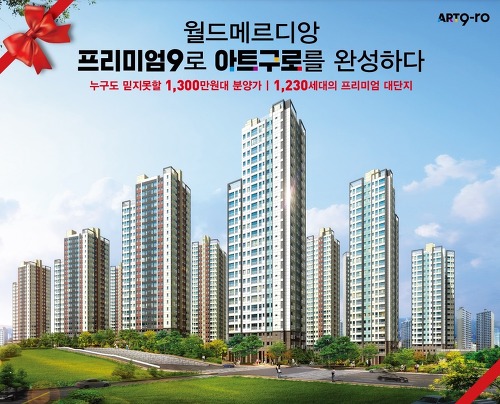 ART9-ro
월드메르디앙
프리미엄9로 아트구로를 완성하다
누구도 믿지못할 1,300만원대 분양가 | 1,230세대의 프리미엄 대단지